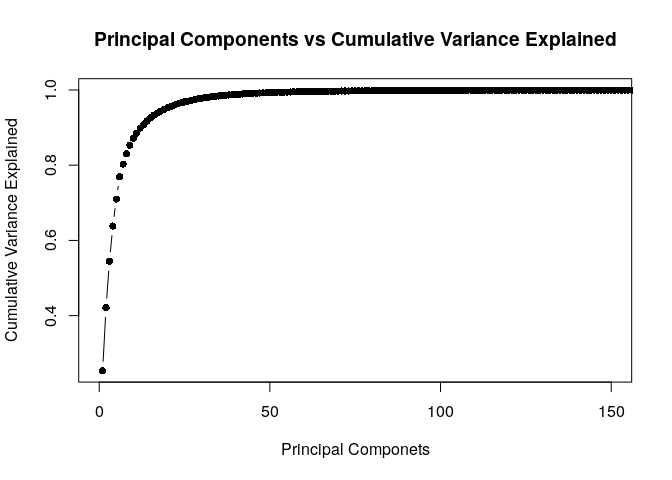 Principal Components vs Cumulative Variance Explained
Cumulative Variance Explained
1.0
0.8
0.6
0.4
0 50 100 150
Principal Componets